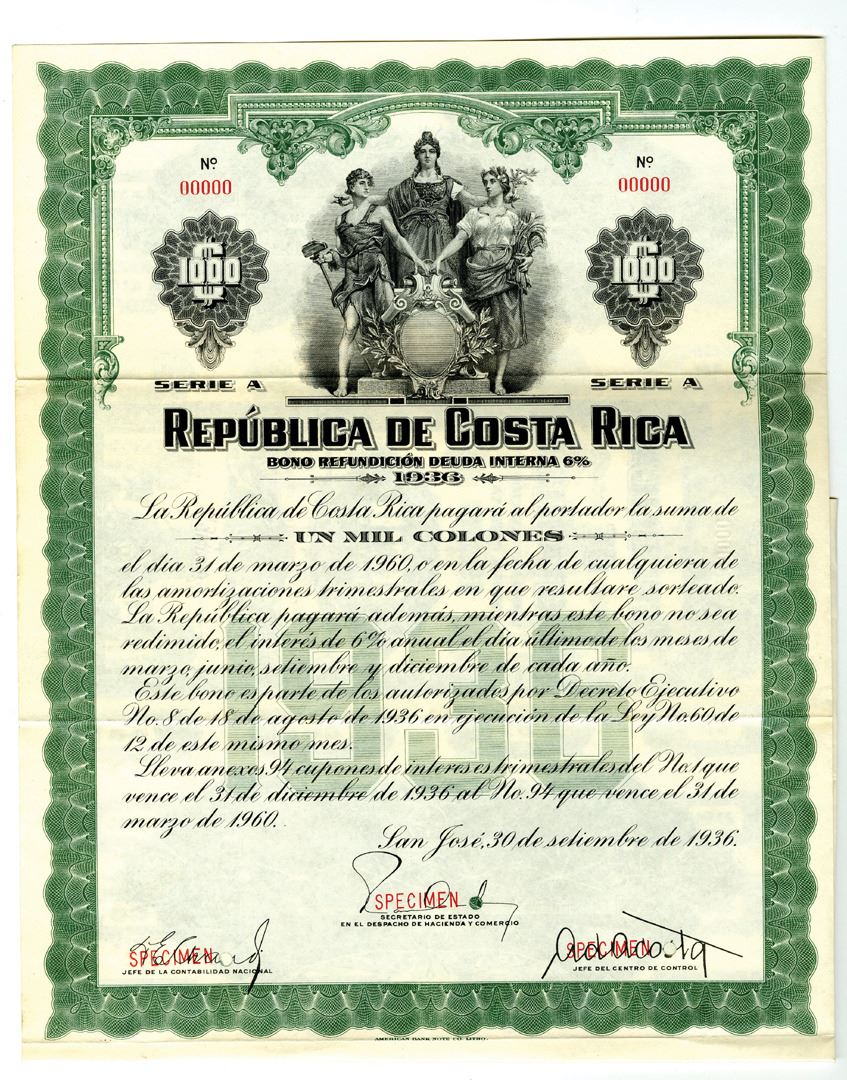 Nº
00000
Nº
00000
$1000
$1000
SERIE A
SERIE A
REPÚBLICA DE COSTA RICA
BONO REFUNDICIÓN DEUDA INTERNA 6%
1936
La República de Costa Rica pagará al portador la suma de
UN MIL COLONES
el día 31 de marzo de 1960, o en la fecha de cualquiera de
las amortizaciones trimestrales en que resultare sorteado.
La República pagará además, mientras este bono no sea
redimido, el interés de 6% anual el día último de los meses de
marzo, junio, setiembre y diciembre de cada año.
Este bono es parte de los autorizados por Decreto Ejecutivo
No. 8 de 18 de agosto de 1936 en ejecución de la Ley No. 60 de
12 de este mismo mes.
Lleva anexos 94 cupones de intereses trimestrales del No. 1 que
vence el 31 de diciembre de 1936 al No. 94 que vence el 31 de
marzo de 1960.
1936
San José, 30 de setiembre de 1936.
SPECIMEN
SECRETARIO DE ESTADO
EN EL DESPACHO DE HACIENDA Y COMERCIO
SPECIMEN
JEFE DE LA CONTABILIDAD NACIONAL
SPECIMEN
JEFE DEL CENTRO DE CONTROL
AMERICAN BANK NOTE CO. LITHO.